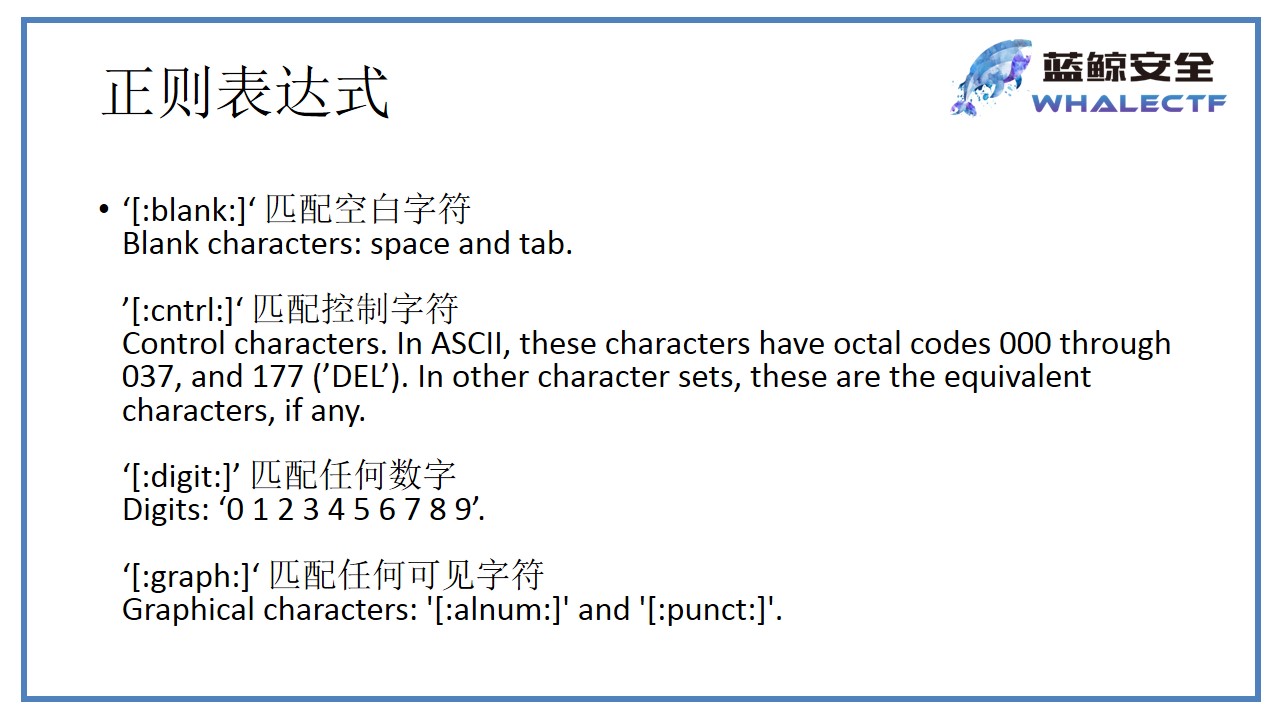 正则表达式
蓝鲸安全
WHALECTF
• ‘[:blank:]‘ 匹配空白字符
Blank characters: space and tab.
’[:cntrl:]‘ 匹配控制字符
Control characters. In ASCII, these characters have octal codes 000 through
037, and 177 (’DEL’). In other character sets, these are the equivalent
characters, if any.
‘[:digit:]’ 匹配任何数字
Digits: ‘0 1 2 3 4 5 6 7 8 9’.
‘[:graph:]‘ 匹配任何可见字符
Graphical characters: '[:alnum:]' and '[:punct:]'.